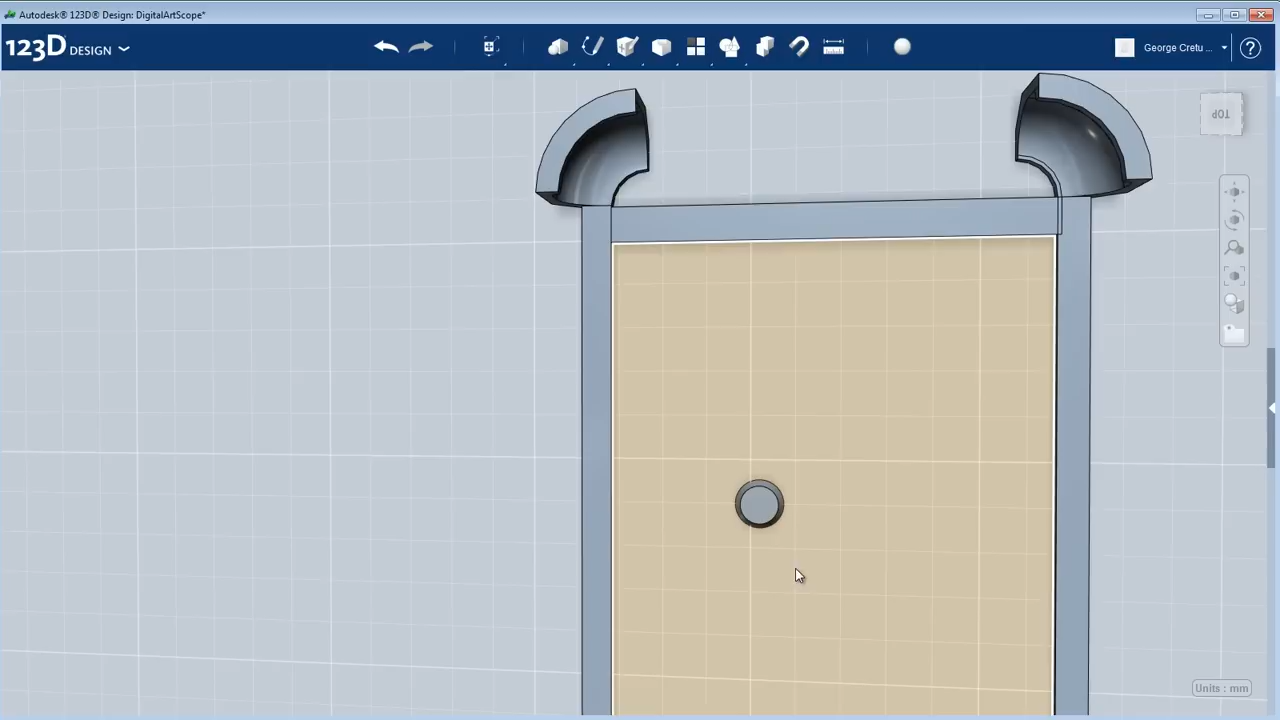 Autodesk® 123D® Design: DigitalArtScope*
123D DESIGN
George Cretu ...
?
TOP
Units : mm